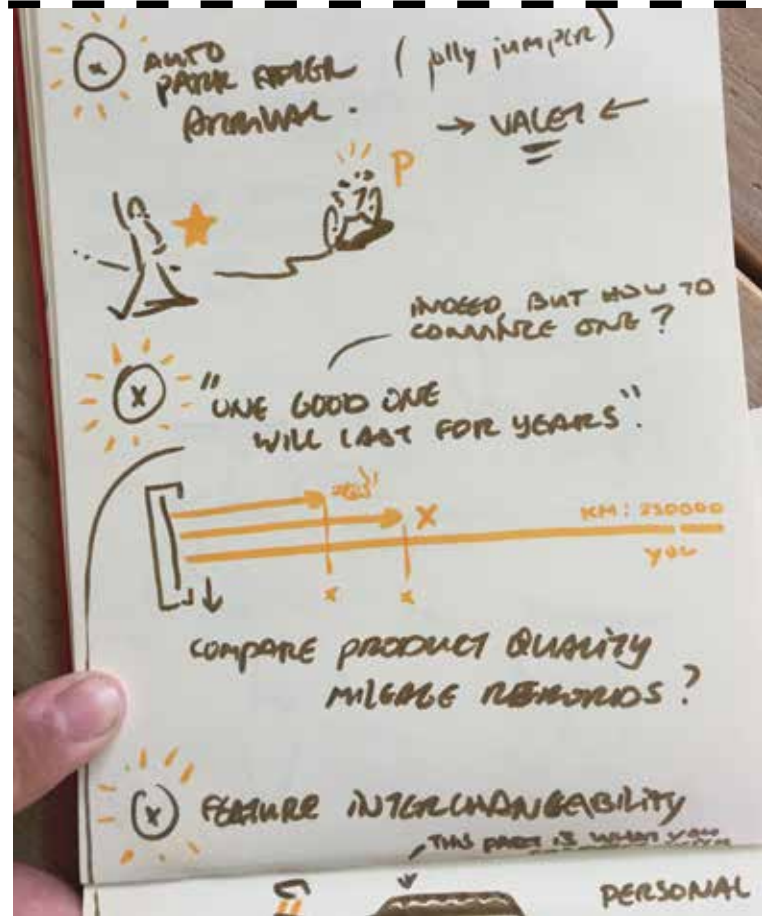 AUTO (jolly jumper)
PARK AFTER
ARRIVAL.
→ VALET ←
P
INDEED BUT HOW TO
CONVINCE ONE?
x "ONE GOOD ONE
WILL LAST FOR YEARS".
X
KM: 250000
YOU
x x
COMPARE PRODUCT QUALITY
MILEAGE RECORDS?
x FEATURE INTERCHANGEABILITY
THIS PART IS WHAT YOU
PERSONAL